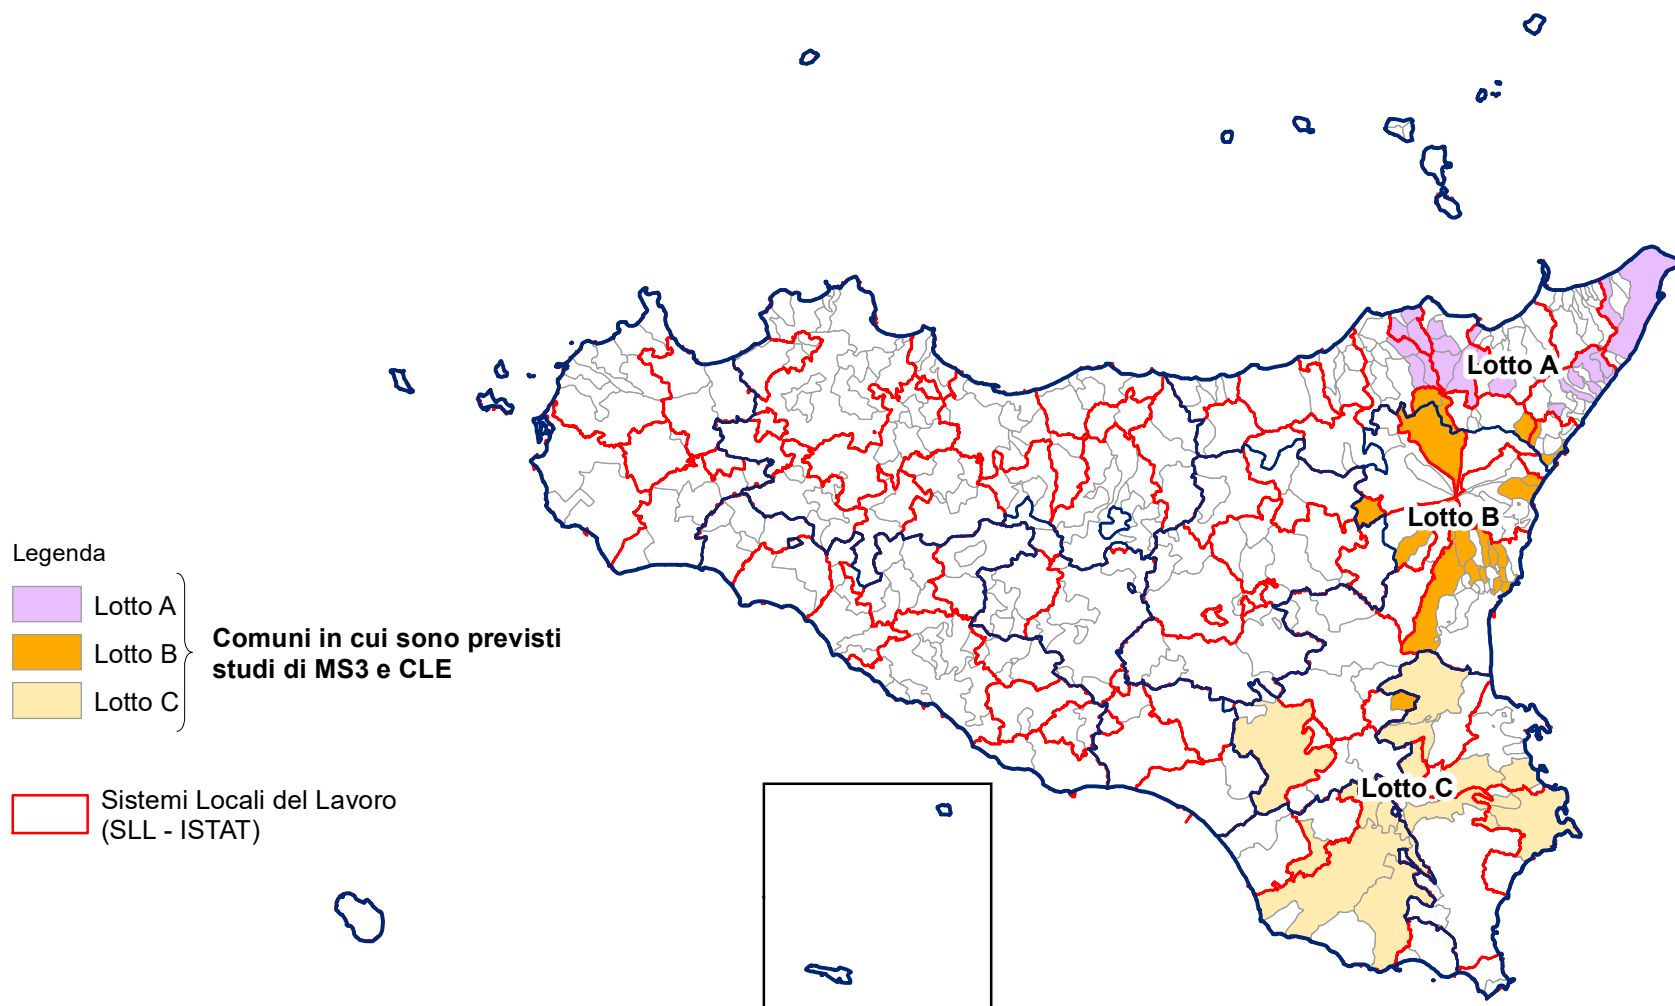 Lotto A
Lotto B
Legenda
Lotto A
Lotto B
Lotto C
Comuni in cui sono previsti
studi di MS3 e CLE
Lotto C
Sistemi Locali del Lavoro
(SLL - ISTAT)